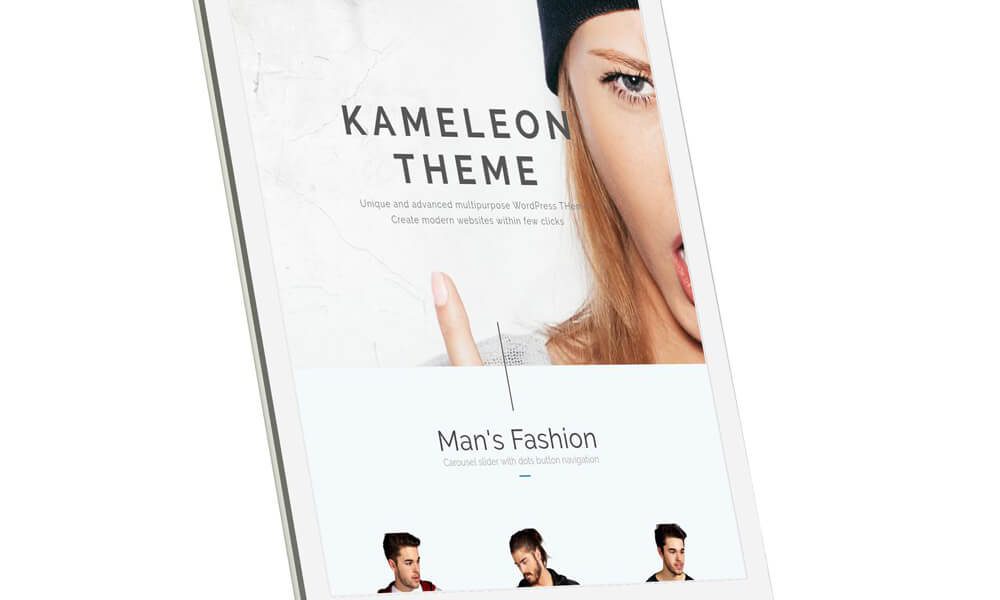 KAMELEON
THEME
Unique and advanced multipurpose WordPress THeme
Create modern websites within few clicks
Man's Fashion
Carousel slider with dots button navigation